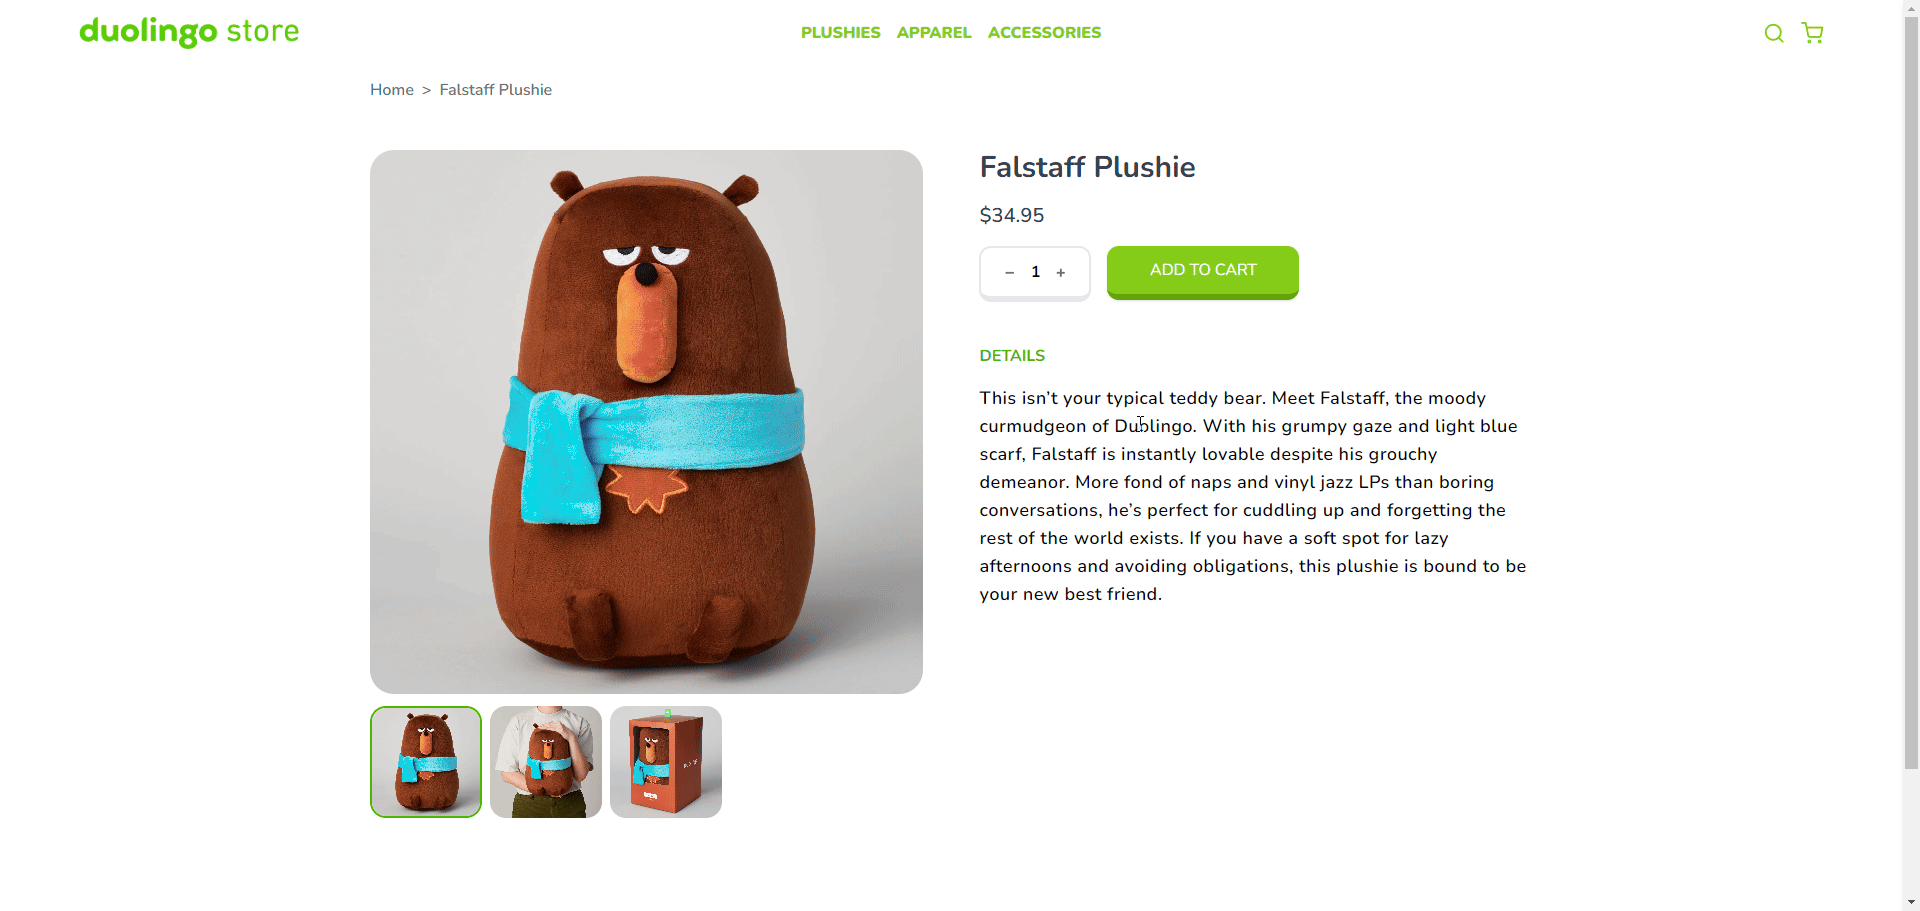 duolingo store
PLUSHIES APPAREL ACCESSORIES
Home > Falstaff Plushie
Falstaff Plushie
$34.95
− 1 +
ADD TO CART
DETAILS
This isn’t your typical teddy bear. Meet Falstaff, the moody
curmudgeon of Duolingo. With his grumpy gaze and light blue
scarf, Falstaff is instantly lovable despite his grouchy
demeanor. More fond of naps and vinyl jazz LPs than boring
conversations, he’s perfect for cuddling up and forgetting the
rest of the world exists. If you have a soft spot for lazy
afternoons and avoiding obligations, this plushie is bound to be
your new best friend.